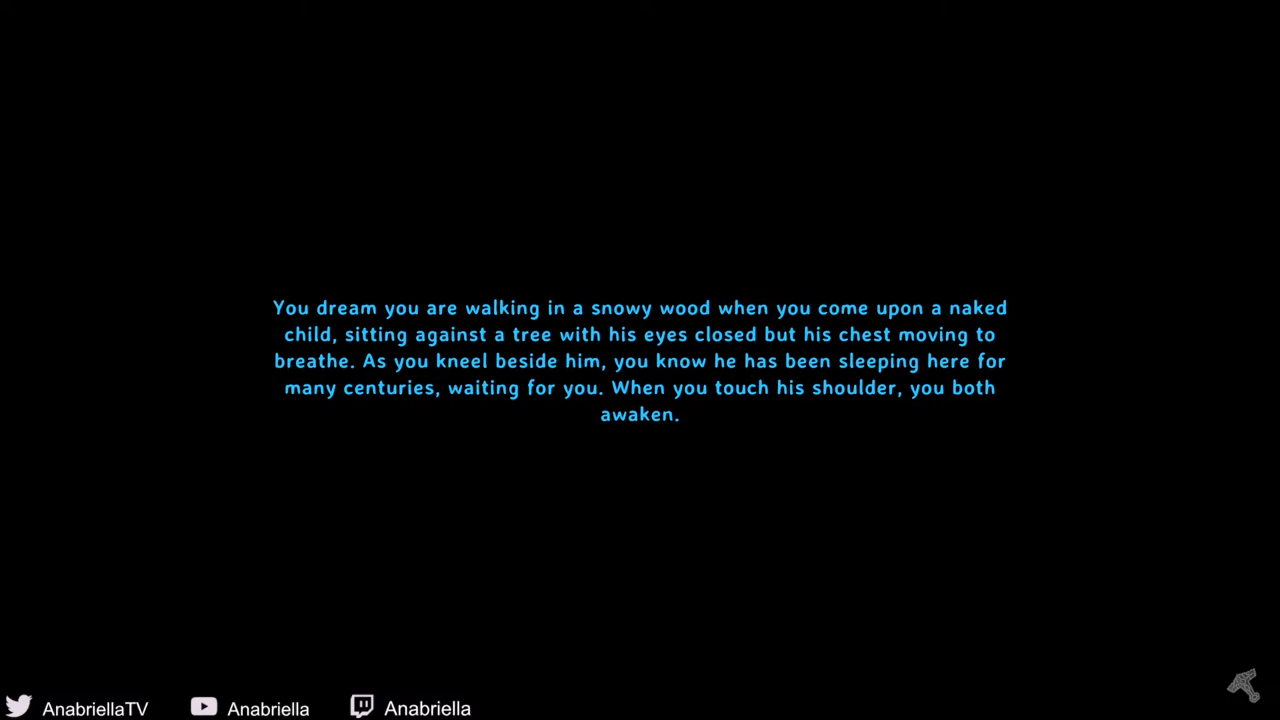 You dream you are walking in a snowy wood when you come upon a naked
child, sitting against a tree with his eyes closed but his chest moving to
breathe. As you kneel beside him, you know he has been sleeping here for
many centuries, waiting for you. When you touch his shoulder, you both
awaken.
AnabriellaTV
Anabriella
Anabriella